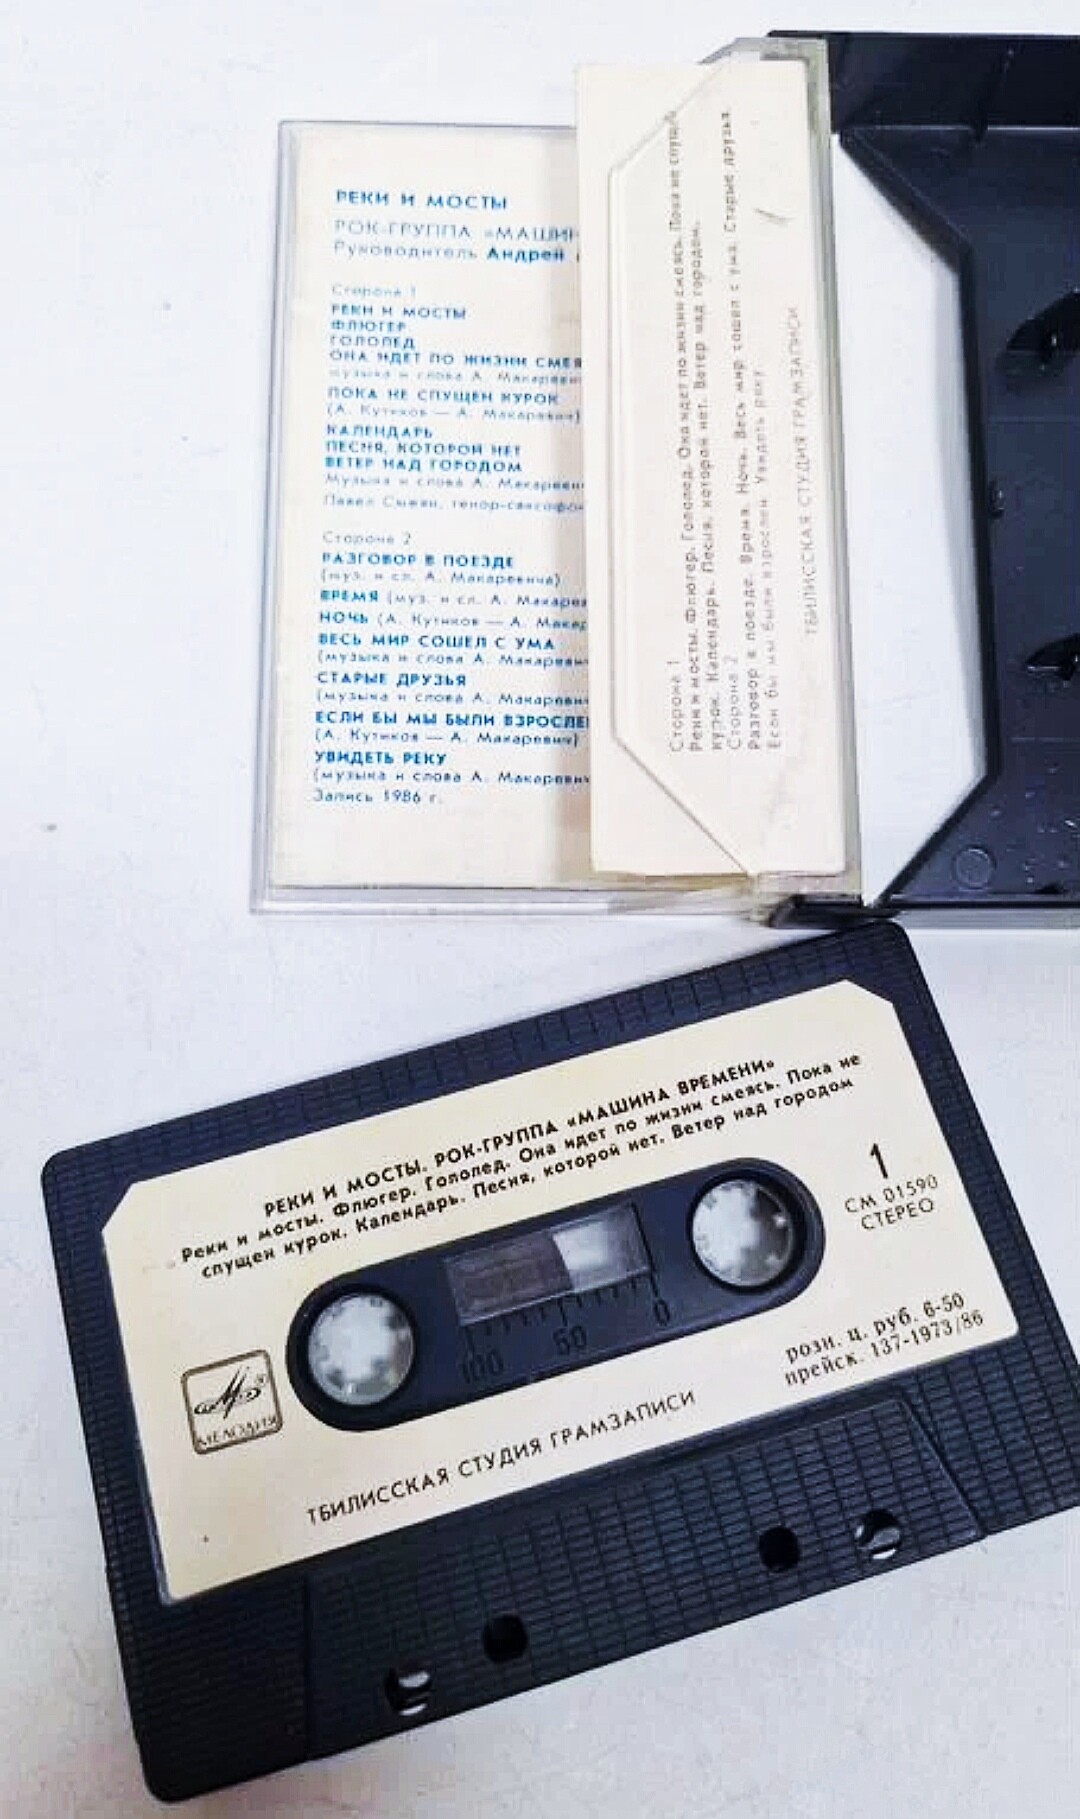 РЕКИ И МОСТЫ
РОК-ГРУППА «МАШИН
Руководитель Андрей
Сторона 1
РЕКИ И МОСТЫ
ФЛЮГЕР
ГОЛОЛЕД
ОНА ИДЕТ ПО ЖИЗНИ СМЕЯ
музыка и слова А. Макаревич
ПОКА НЕ СПУЩЕН КУРОК
(А. Кутиков — А. Макаревич)
КАЛЕНДАРЬ
ПЕСНЯ, КОТОРОЙ НЕТ
ВЕТЕР НАД ГОРОДОМ
Музыка и слова А. Макаревич
Павел Смеян, тенор-саксофон
Сторона 2
РАЗГОВОР В ПОЕЗДЕ
(муз. и сл. А. Макаревича)
ВРЕМЯ (муз. и сл. А. Макарев
НОЧЬ (А. Кутиков — А. Макар
ВЕСЬ МИР СОШЕЛ С УМА
(музыка и слова А. Макаревич
СТАРЫЕ ДРУЗЬЯ
(музыка и слова А. Макаревич
ЕСЛИ БЫ МЫ БЫЛИ ВЗРОСЛЕ
(А. Кутиков — А. Макаревич)
УВИДЕТЬ РЕКУ
(музыка и слова А. Макаревич
Запись 1986 г.
Сторона 1
Реки и мосты. Флюгер. Гололед. Она идет по жизни смеясь. Пока не спущен
курок. Календарь. Песня, которой нет. Ветер над городом.
Сторона 2
Разговор в поезде. Время. Ночь. Весь мир сошел с ума. Старые друзья.
Если бы мы были взрослей. Увидеть реку.
ТБИЛИССКАЯ СТУДИЯ ГРАМЗАПИСИ
РЕКИ И МОСТЫ. РОК-ГРУППА «МАШИНА ВРЕМЕНИ»
Реки и мосты. Флюгер. Гололед. Она идет по жизни смеясь. Пока не
спущен курок. Календарь. Песня, которой нет. Ветер над городом
1
СМ 01590
СТЕРЕО
100 50 0
МЕЛОДИЯ
розн. ц. руб. 6-50
прейск. 137-1973/86
ТБИЛИССКАЯ СТУДИЯ ГРАМЗАПИСИ